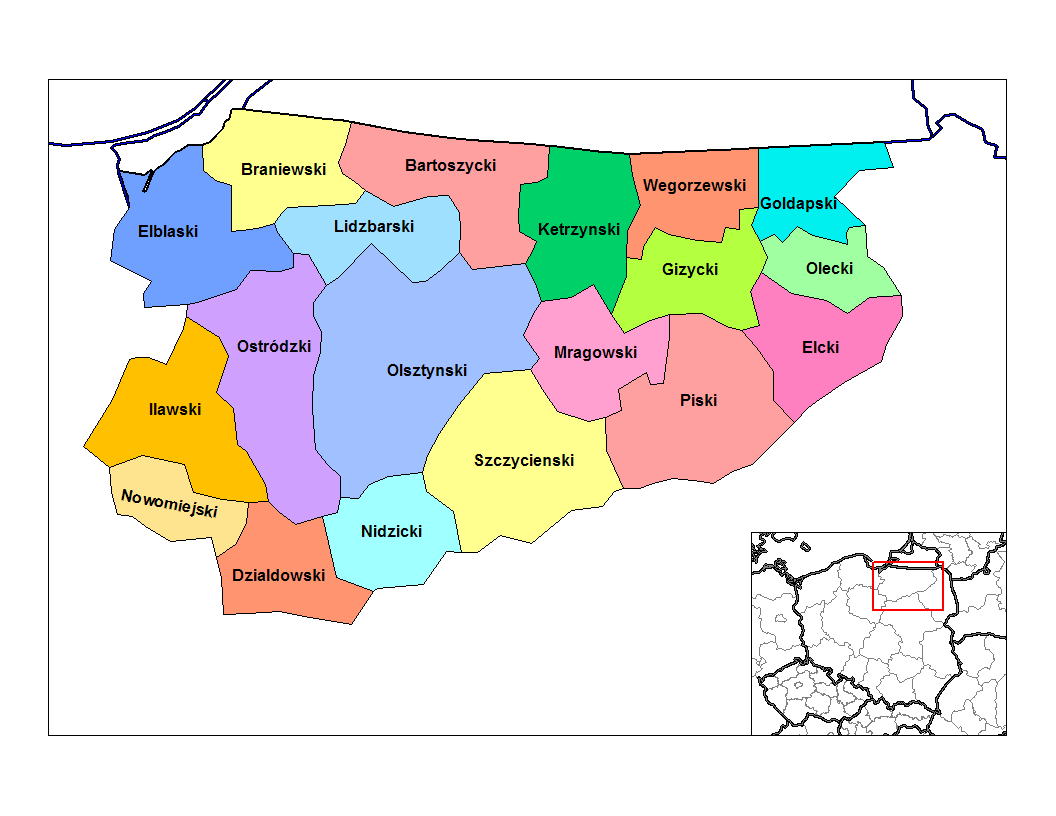 Braniewski
Bartoszycki
Wegorzewski
Goldapski
Elblaski
Lidzbarski
Ketrzynski
Gizycki
Olecki
Ostródzki
Olsztynski
Mragowski
Elcki
Ilawski
Piski
Szczycienski
Nowomiejski
Nidzicki
Dzialdowski